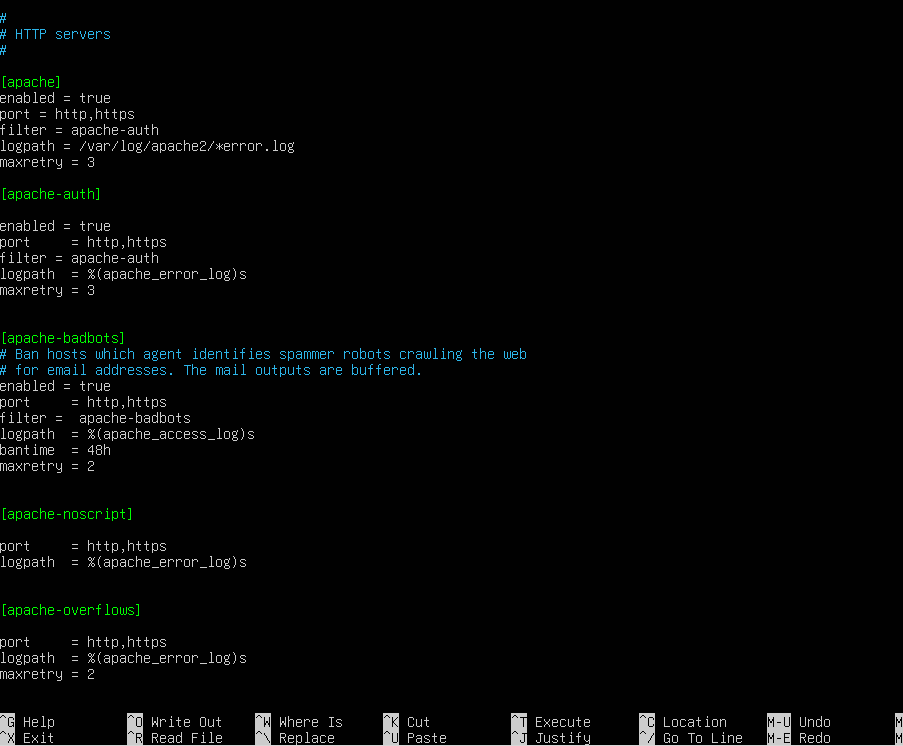 #
# HTTP servers
#
[apache]
enabled = true
port = http,https
filter = apache-auth
logpath = /var/log/apache2/*error.log
maxretry = 3
[apache-auth]
enabled = true
port     = http,https
filter = apache-auth
logpath  = %(apache_error_log)s
maxretry = 3
[apache-badbots]
# Ban hosts which agent identifies spammer robots crawling the web
# for email addresses. The mail outputs are buffered.
enabled = true
port     = http,https
filter =  apache-badbots
logpath  = %(apache_access_log)s
bantime  = 48h
maxretry = 2
[apache-noscript]
port     = http,https
logpath  = %(apache_error_log)s
[apache-overflows]
port     = http,https
logpath  = %(apache_error_log)s
maxretry = 2
^G Help ^O Write Out ^W Where Is ^K Cut ^T Execute ^C Location M-U Undo M
^X Exit ^R Read File ^\ Replace ^U Paste ^J Justify ^/ Go To Line M-E Redo M